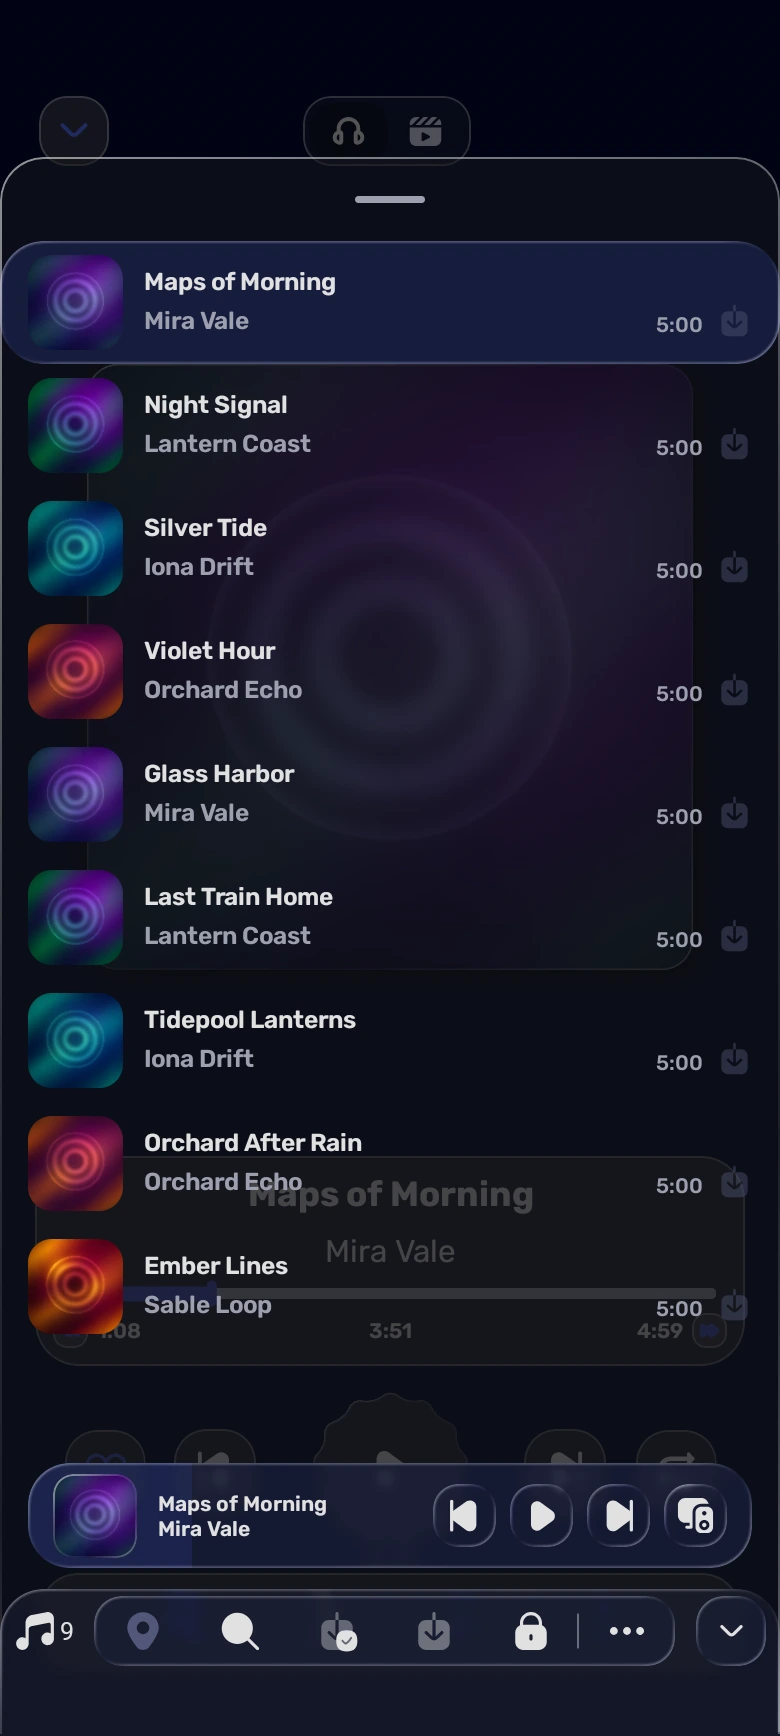 Maps of Morning
Mira Vale
5:00
Night Signal
Lantern Coast
5:00
Silver Tide
Iona Drift
5:00
Violet Hour
Orchard Echo
5:00
Glass Harbor
Mira Vale
5:00
Last Train Home
Lantern Coast
5:00
Tidepool Lanterns
Iona Drift
5:00
Orchard After Rain
Orchard Echo
5:00
Maps of Morning
Mira Vale
Ember Lines
Sable Loop
5:00
3:51
4:59
Maps of Morning
Mira Vale
9